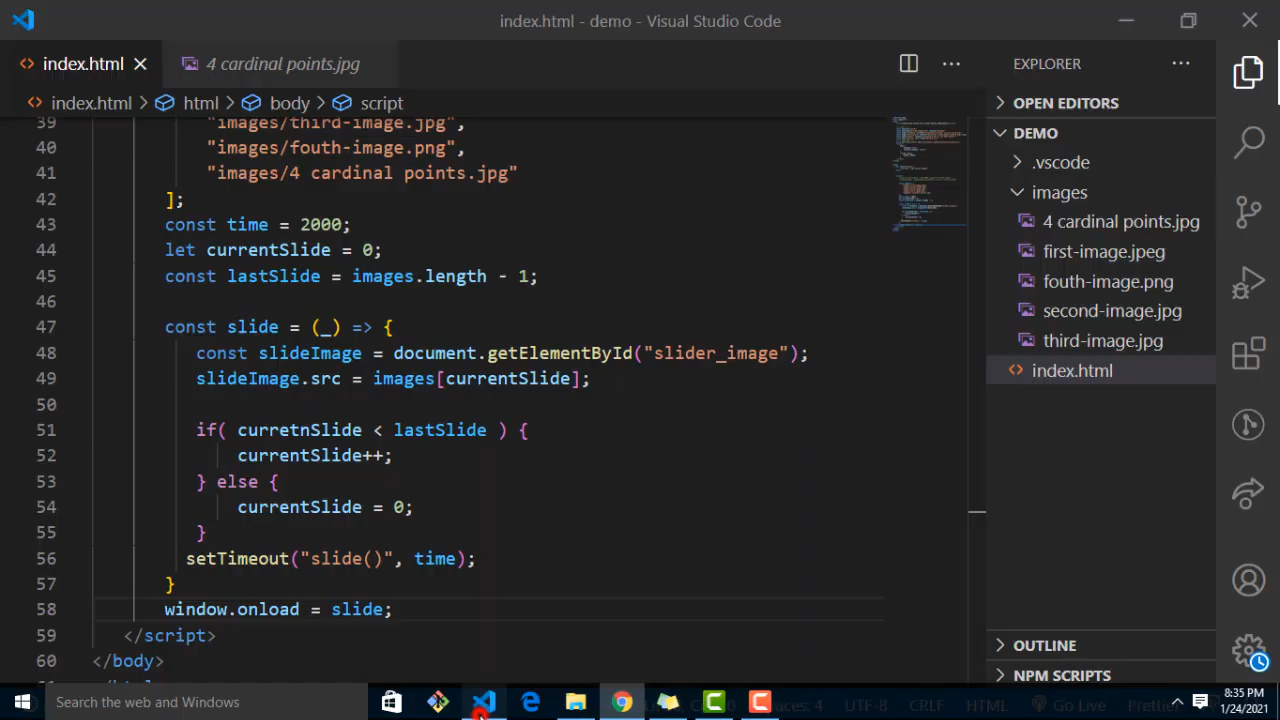 index.html - demo - Visual Studio Code
index.html
4 cardinal points.jpg
EXPLORER
index.html > html > body > script
OPEN EDITORS
DEMO
.vscode
images
4 cardinal points.jpg
first-image.jpeg
fouth-image.png
second-image.jpg
third-image.jpg
index.html
OUTLINE
NPM SCRIPTS
39 "images/third-image.jpg",
40 "images/fouth-image.png",
41 "images/4 cardinal points.jpg"
42 ];
43 const time = 2000;
44 let currentSlide = 0;
45 const lastSlide = images.length - 1;
46
47 const slide = (_) => {
48 const slideImage = document.getElementById("slider_image");
49 slideImage.src = images[currentSlide];
50
51 if( curretnSlide < lastSlide ) {
52 currentSlide++;
53 } else {
54 currentSlide = 0;
55 }
56 setTimeout("slide()", time);
57 }
58 window.onload = slide;
59 </script>
60 </body>
Search the web and Windows
UTF-8 CRLF HTML Go Live Prettier
8:35 PM
1/24/2021